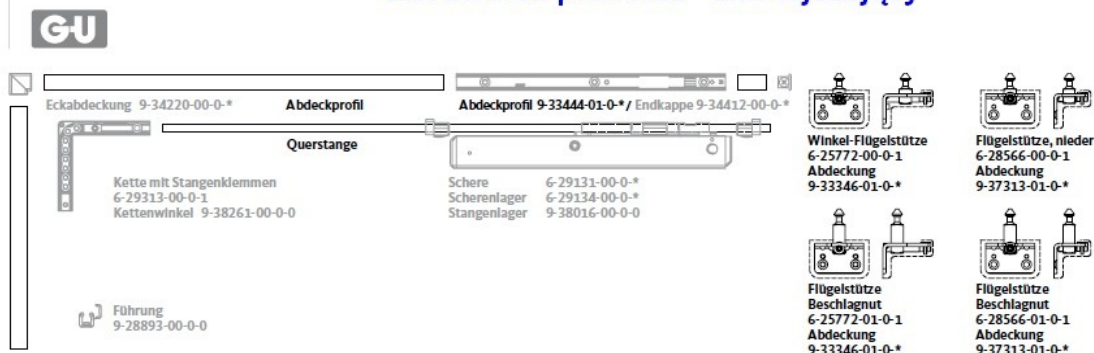 G-U
Eckabdeckung 9-34220-00-0-* Abdeckprofil Abdeckprofil 9-33444-01-0-* / Endkappe 9-34412-00-0-*
Querstange
Kette mit Stangenklemmen
6-29313-00-0-1
Kettenwinkel 9-38261-00-0-0
Schere 6-29131-00-0-*
Scherenlager 6-29134-00-0-*
Stangenlager 9-38016-00-0-0
Führung
9-28893-00-0-0
Winkel-Flügelstütze
6-25772-00-0-1
Abdeckung
9-33346-01-0-*
Flügelstütze, nieder
6-28566-00-0-1
Abdeckung
9-37313-01-0-*
Flügelstütze
Beschlagnut
6-25772-01-0-1
Abdeckung
9-33346-01-0-*
Flügelstütze
Beschlagnut
6-28566-01-0-1
Abdeckung
9-37313-01-0-*